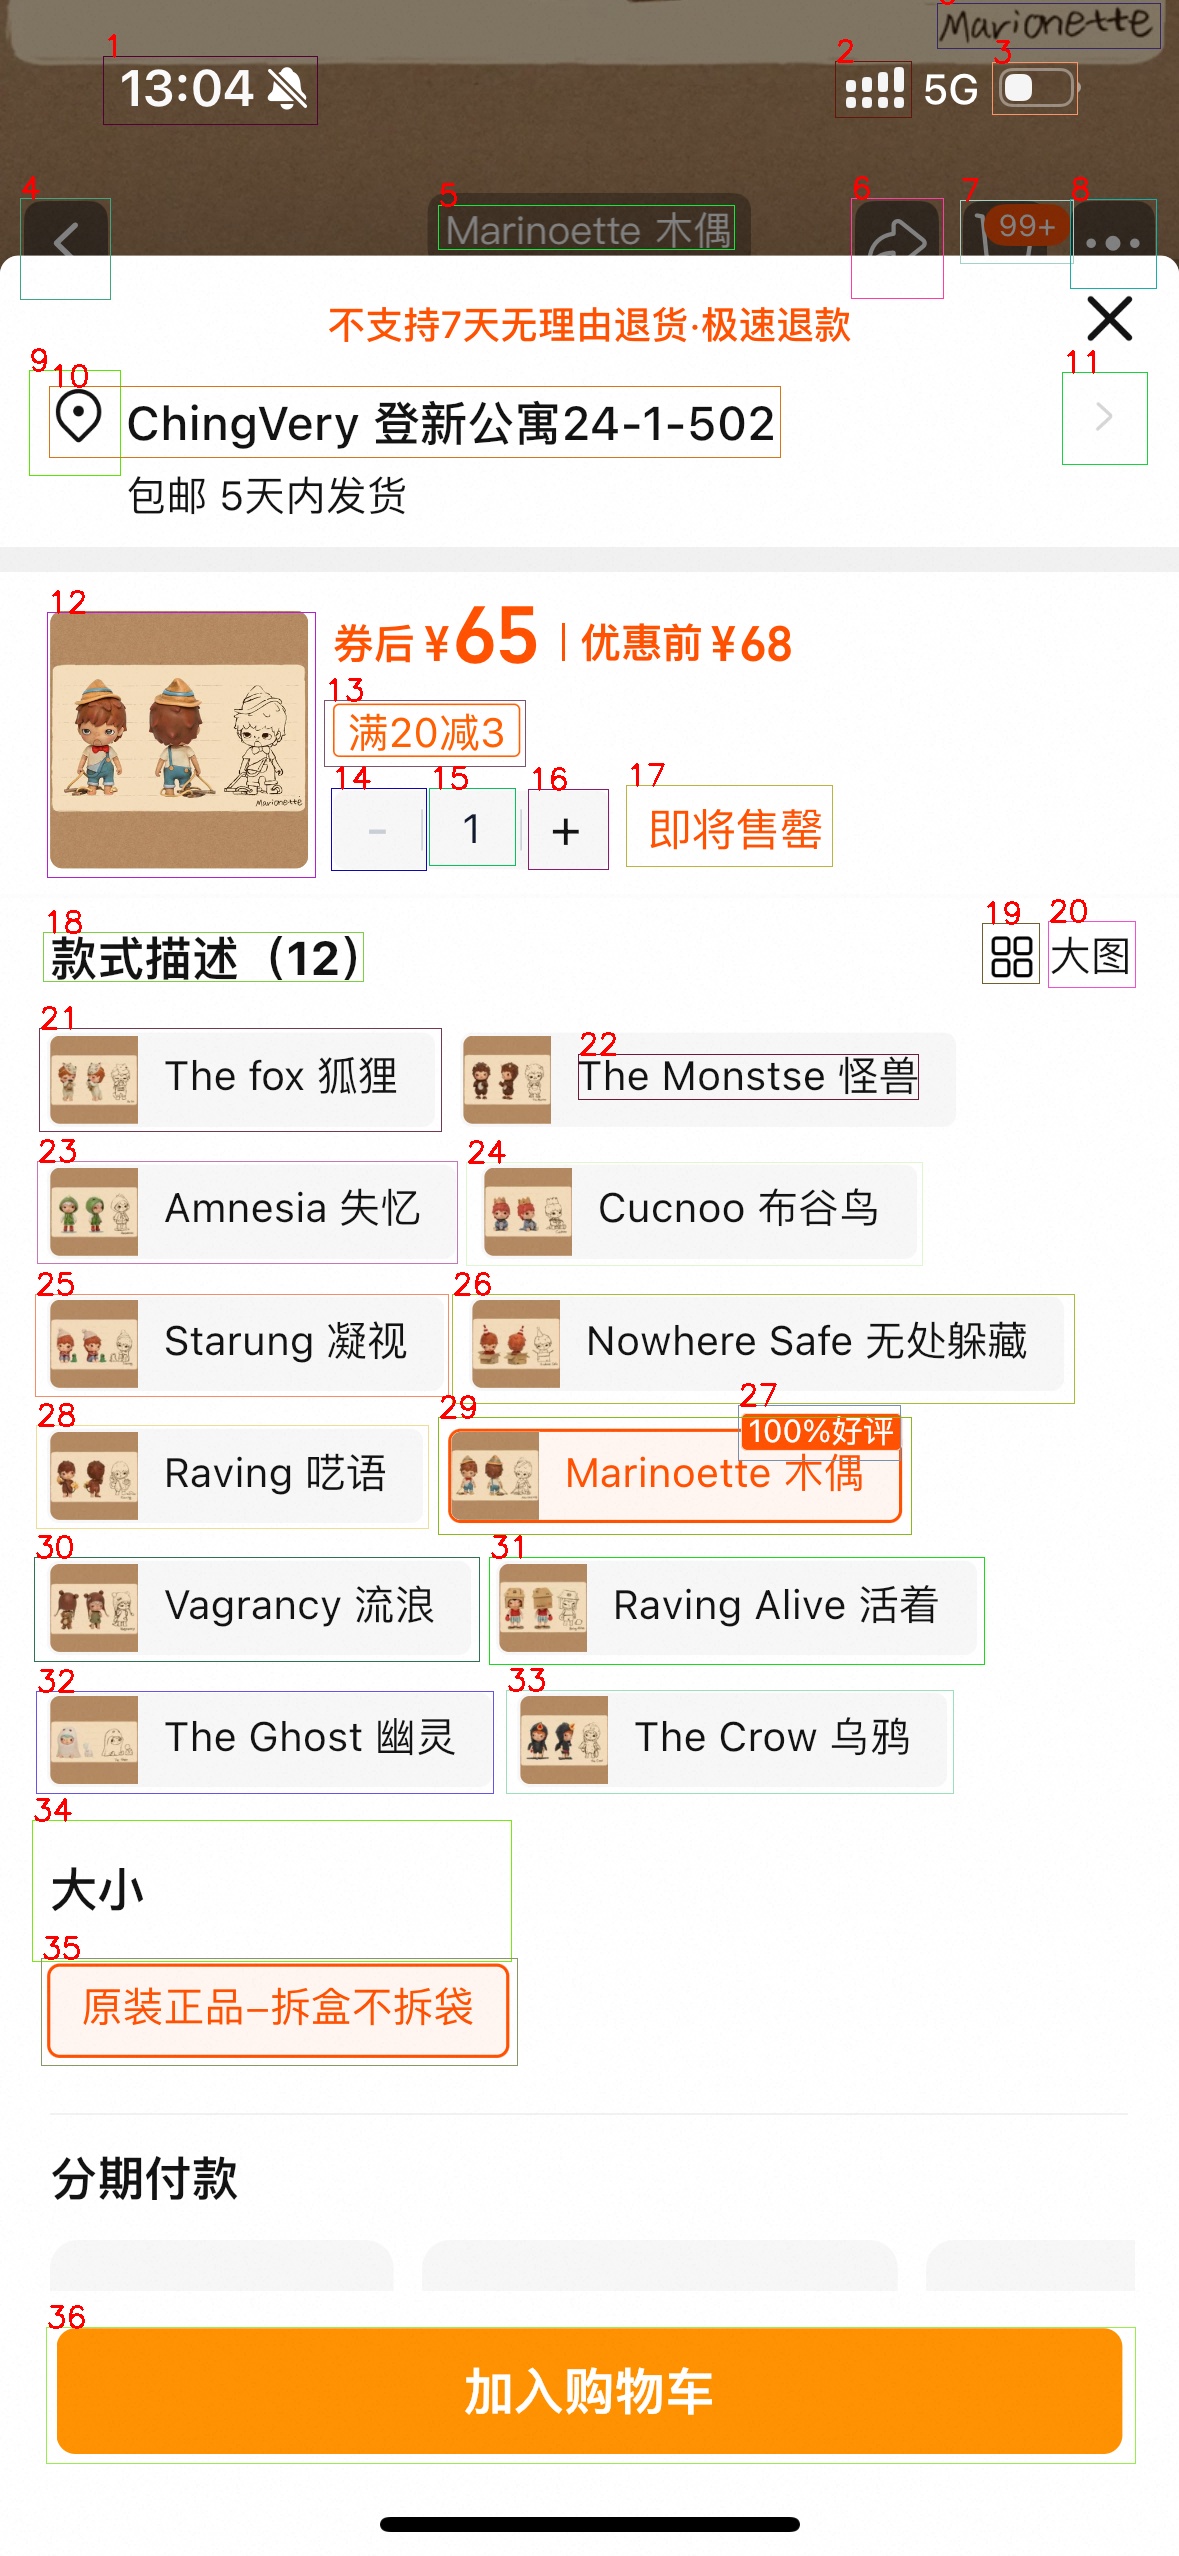 Marionette
13:04
5G
Marinoette 木偶
99+
不支持7天无理由退货·极速退款
ChingVery 登新公寓24-1-502
包邮 5天内发货
券后 ¥65 | 优惠前 ¥68
Marionette
满20减3
- 1 + 即将售罄
款式描述（12） 大图
The fox 狐狸
The Monstse 怪兽
Amnesia 失忆
Cucnoo 布谷鸟
Starung 凝视
Nowhere Safe 无处躲藏
100%好评
Raving 呓语
Marinoette 木偶
Vagrancy 流浪
Raving Alive 活着
The Ghost 幽灵
The Crow 乌鸦
大小
原装正品-拆盒不拆袋
分期付款
加入购物车
1
2
3
4
5
6
7
8
9
10
11
12
13
14
15
16
17
18
19
20
21
22
23
24
25
26
27
28
29
30
31
32
33
34
35
36